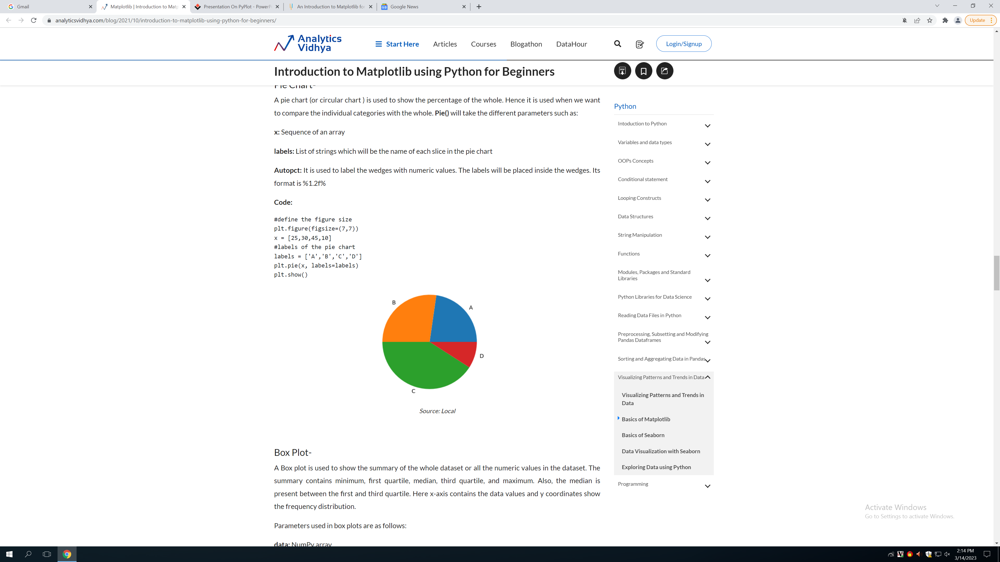 Gmail
Matplotlib | Introduction to Matp
Presentation On PyPlot - PowerP
An Introduction to Matplotlib for
Google News
analyticsvidhya.com/blog/2021/10/introduction-to-matplotlib-using-python-for-beginners/
Update
Analytics
Vidhya
Start Here
Articles
Courses
Blogathon
DataHour
Login/Signup
Introduction to Matplotlib using Python for Beginners
PDF
Pie Chart-
A pie chart (or circular chart ) is used to show the percentage of the whole. Hence it is used when we want
to compare the individual categories with the whole. Pie() will take the different parameters such as:
x: Sequence of an array
labels: List of strings which will be the name of each slice in the pie chart
Autopct: It is used to label the wedges with numeric values. The labels will be placed inside the wedges. Its
format is %1.2f%
Code:
#define the figure size
plt.figure(figsize=(7,7))
x = [25,30,45,10]
#labels of the pie chart
labels = ['A','B','C','D']
plt.pie(x, labels=labels)
plt.show()
B
A
D
C
Source: Local
Box Plot-
A Box plot is used to show the summary of the whole dataset or all the numeric values in the dataset. The
summary contains minimum, first quartile, median, third quartile, and maximum. Also, the median is
present between the first and third quartile. Here x-axis contains the data values and y coordinates show
the frequency distribution.
Parameters used in box plots are as follows:
data: NumPy array
Python
Intoduction to Python
Variables and data types
OOPs Concepts
Conditional statement
Looping Constructs
Data Structures
String Manipulation
Functions
Modules, Packages and Standard
Libraries
Python Libraries for Data Science
Reading Data Files in Python
Preprocessing, Subsetting and Modifying
Pandas Dataframes
Sorting and Aggregating Data in Pandas
Visualizing Patterns and Trends in Data
Visualizing Patterns and Trends in
Data
Basics of Matplotlib
Basics of Seaborn
Data Visualization with Seaborn
Exploring Data using Python
Programming
Activate Windows
Go to Settings to activate Windows.
2:14 PM
3/14/2023